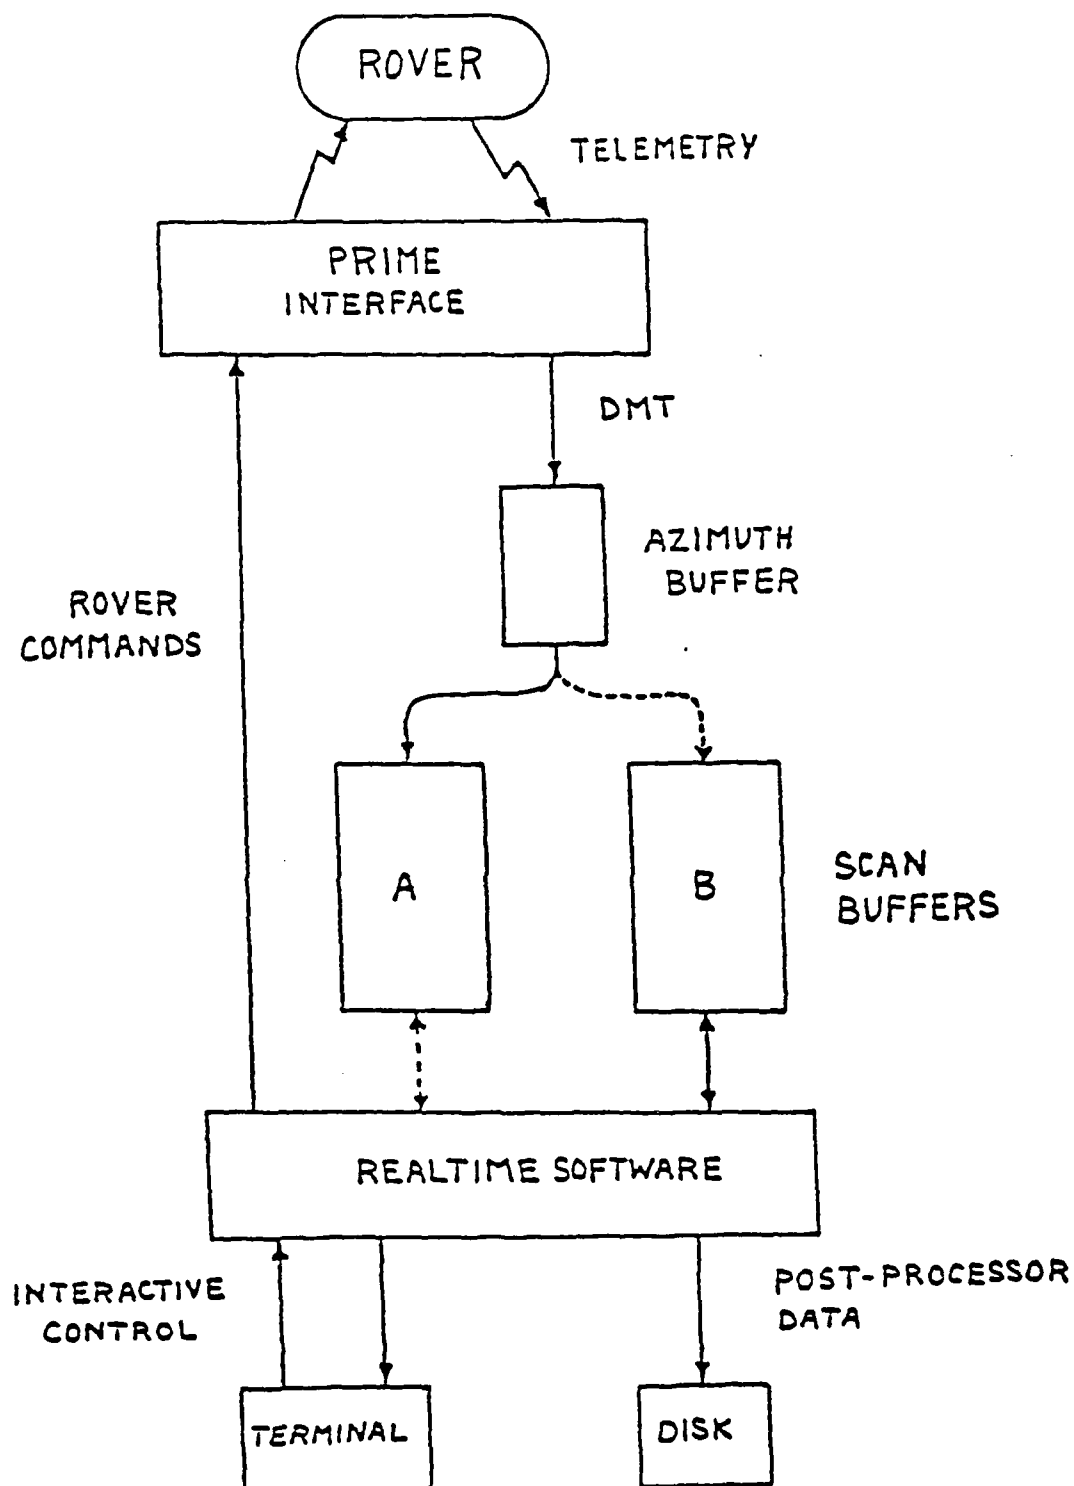 ROVER
TELEMETRY
PRIME
INTERFACE
DMT
AZIMUTH
BUFFER
ROVER
COMMANDS
A
B
SCAN
BUFFERS
REALTIME SOFTWARE
INTERACTIVE
CONTROL
POST-PROCESSOR
DATA
TERMINAL
DISK